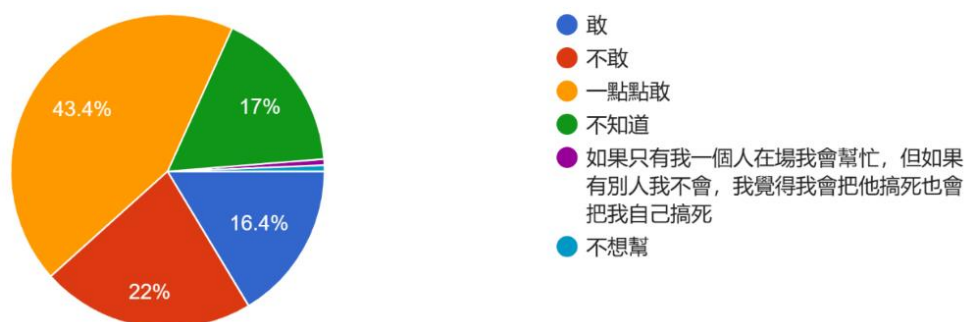 43.4%
17%
16.4%
22%
敢
不敢
一點點敢
不知道
如果只有我一個人在場我會幫忙，但如果
有別人我不會，我覺得我會把他搞死也會
把我自己搞死
不想幫